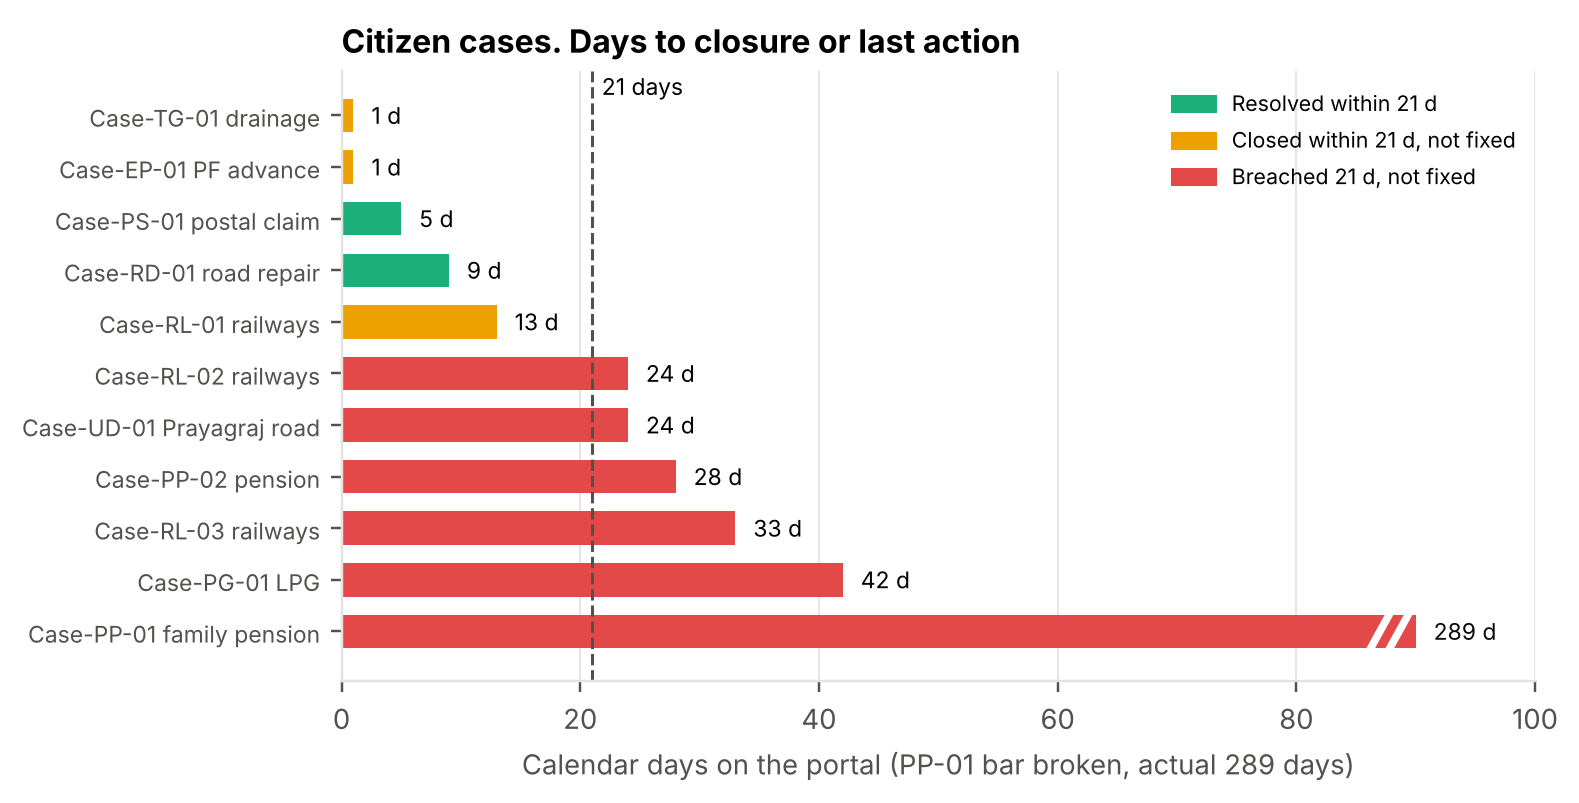 Citizen cases. Days to closure or last action
21 days
Resolved within 21 d
Closed within 21 d, not fixed
Breached 21 d, not fixed
Case-TG-01 drainage 1 d
Case-EP-01 PF advance 1 d
Case-PS-01 postal claim 5 d
Case-RD-01 road repair 9 d
Case-RL-01 railways 13 d
Case-RL-02 railways 24 d
Case-UD-01 Prayagraj road 24 d
Case-PP-02 pension 28 d
Case-RL-03 railways 33 d
Case-PG-01 LPG 42 d
Case-PP-01 family pension 289 d
0 20 40 60 80 100
Calendar days on the portal (PP-01 bar broken, actual 289 days)